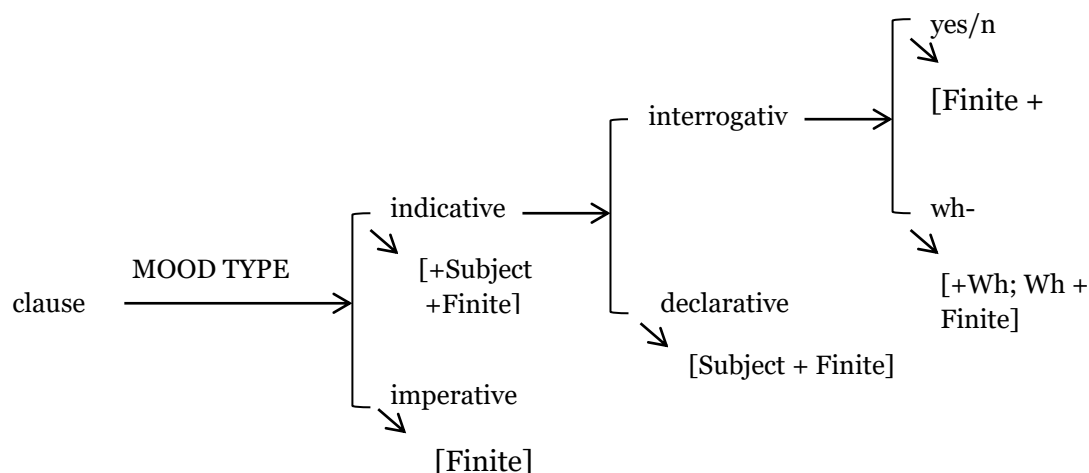 yes/n
[Finite +
interrogativ
indicative
wh-
MOOD TYPE
[+Subject
+Finite]
[+Wh; Wh +
Finite]
clause
declarative
[Subject + Finite]
imperative
[Finite]